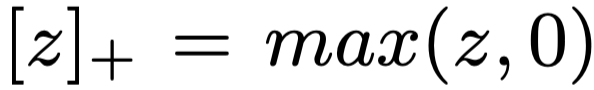 [z]₊ = max(z, 0)